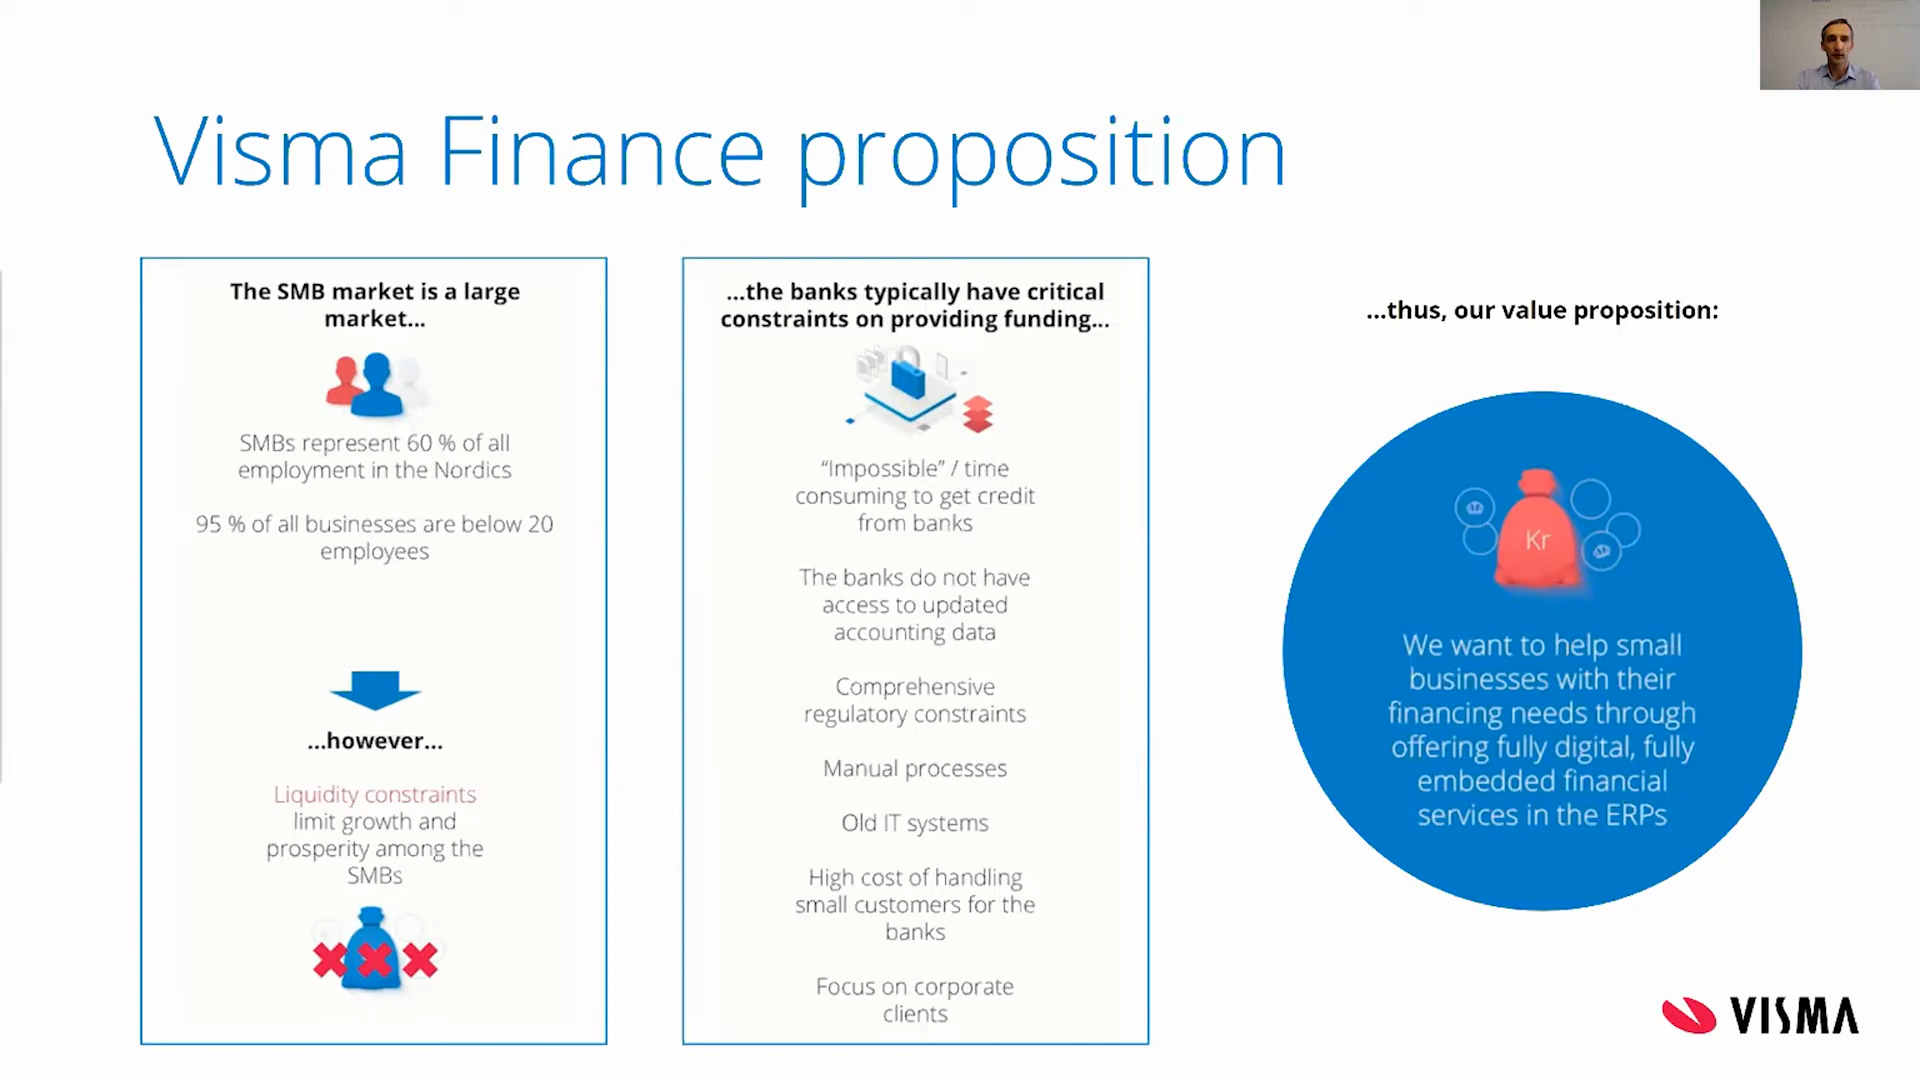 Visma Finance proposition
The SMB market is a large
market...
SMBs represent 60 % of all
employment in the Nordics
95 % of all businesses are below 20
employees
...however...
Liquidity constraints
limit growth and
prosperity among the
SMBs
...the banks typically have critical
constraints on providing funding...
“Impossible” / time
consuming to get credit
from banks
The banks do not have
access to updated
accounting data
Comprehensive
regulatory constraints
Manual processes
Old IT systems
High cost of handling
small customers for the
banks
Focus on corporate
clients
...thus, our value proposition:
Kr
We want to help small
businesses with their
financing needs through
offering fully digital, fully
embedded financial
services in the ERPs
VISMA